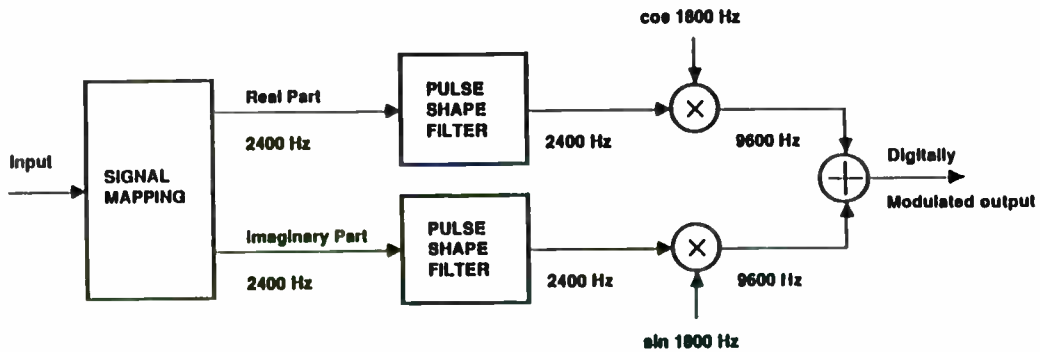 cos 1800 Hz
Real Part
2400 Hz
PULSE
SHAPE
FILTER
2400 Hz
9600 Hz
Input
SIGNAL
MAPPING
Digitally
Modulated output
Imaginary Part
2400 Hz
PULSE
SHAPE
FILTER
2400 Hz
9600 Hz
sin 1800 Hz